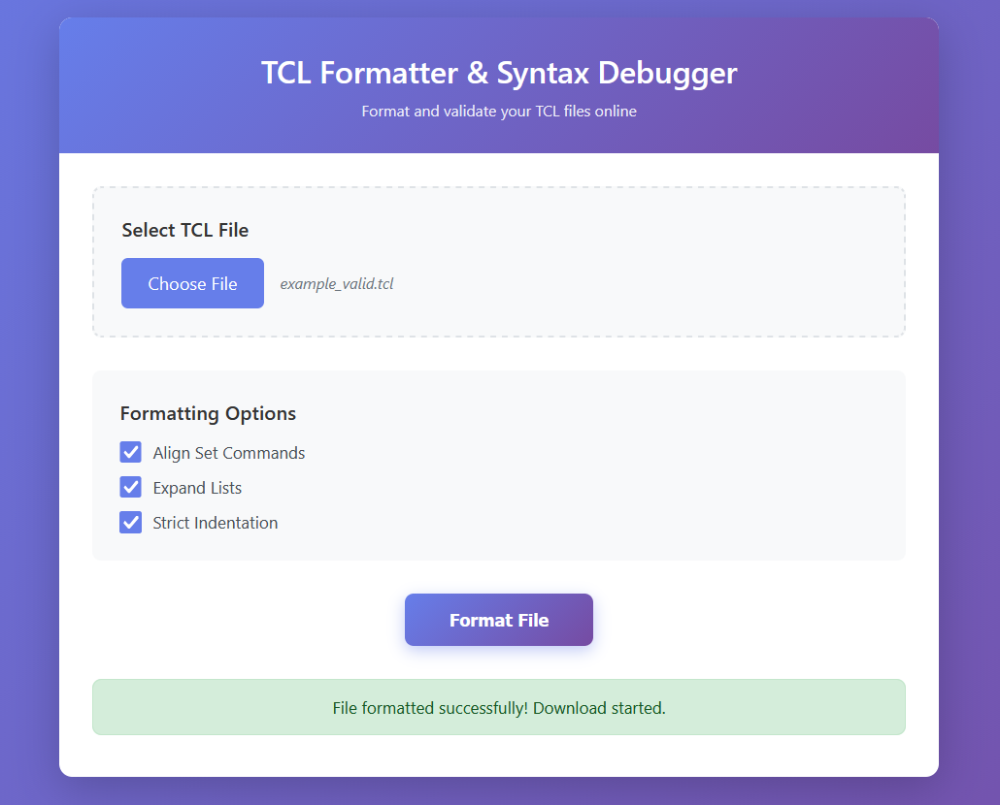 TCL Formatter & Syntax Debugger
Format and validate your TCL files online
Select TCL File
Choose File example_valid.tcl
Formatting Options
Align Set Commands
Expand Lists
Strict Indentation
Format File
File formatted successfully! Download started.